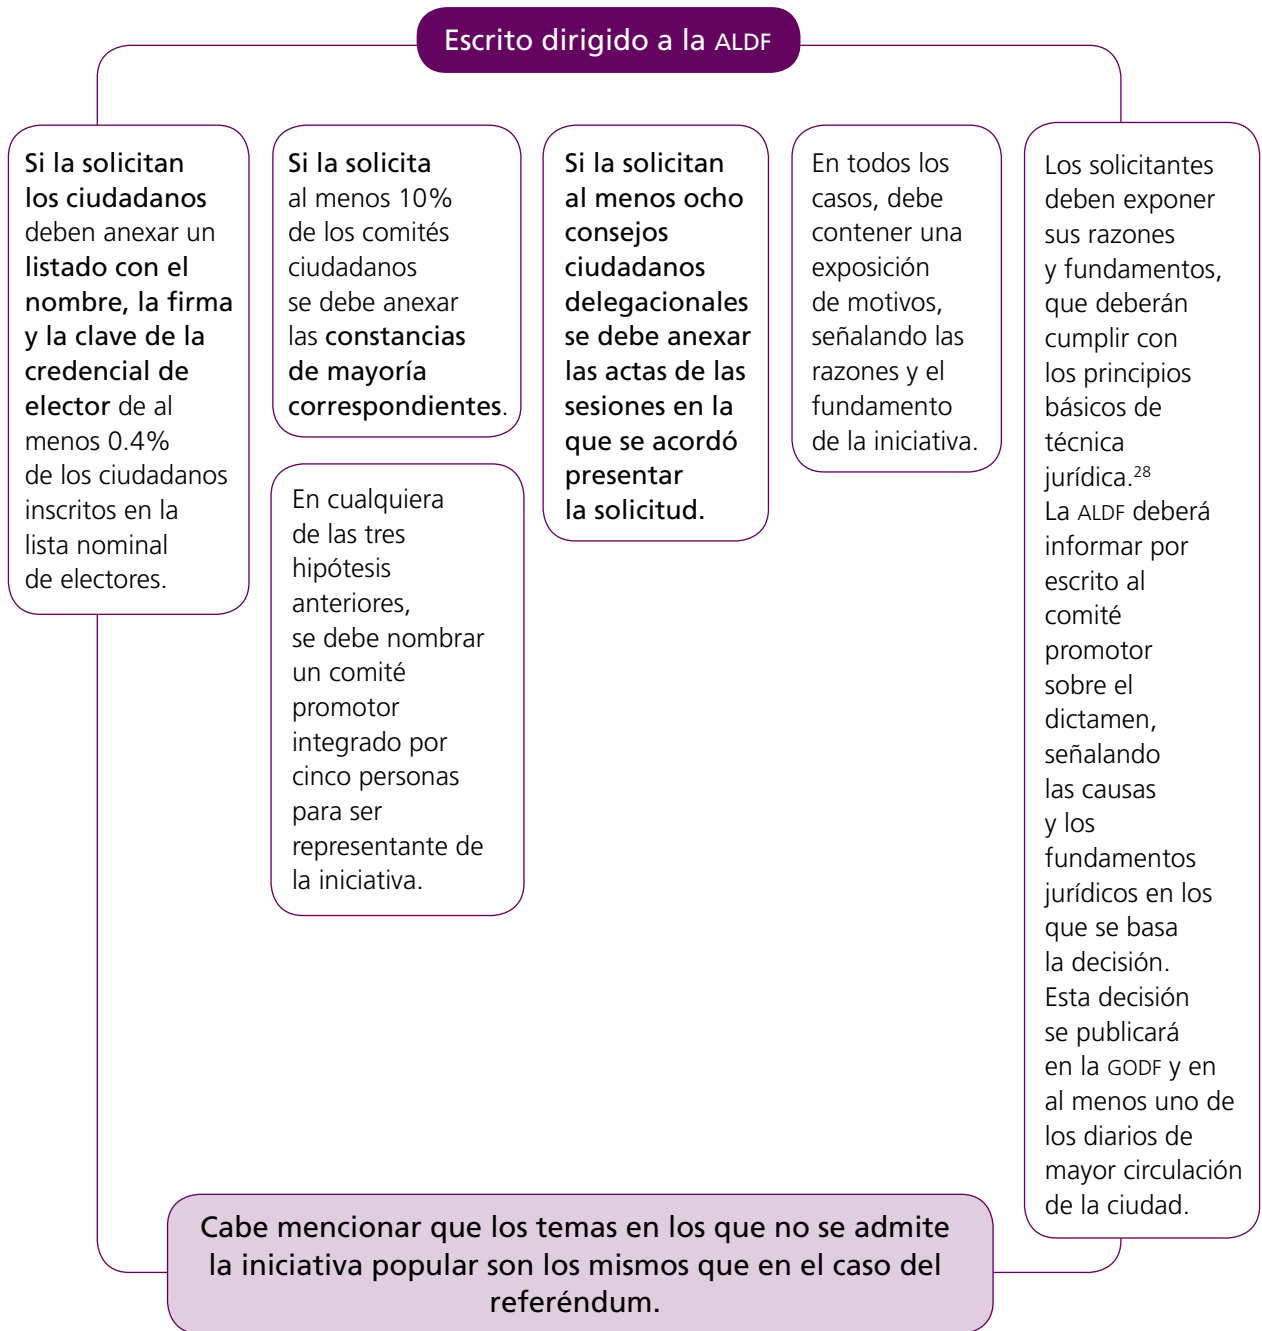 Escrito dirigido a la ALDF
Si la solicitan
los ciudadanos
deben anexar un
listado con el
nombre, la firma
y la clave de la
credencial de
elector de al
menos 0.4%
de los ciudadanos
inscritos en la
lista nominal
de electores.
Si la solicita
al menos 10%
de los comités
ciudadanos
se debe anexar
las constancias
de mayoría
correspondientes.
En cualquiera
de las tres
hipótesis
anteriores,
se debe nombrar
un comité
promotor
integrado por
cinco personas
para ser
representante de
la iniciativa.
Si la solicitan
al menos ocho
consejos
ciudadanos
delegacionales
se debe anexar
las actas de las
sesiones en la
que se acordó
presentar
la solicitud.
En todos los
casos, debe
contener una
exposición
de motivos,
señalando las
razones y el
fundamento
de la iniciativa.
Los solicitantes
deben exponer
sus razones
y fundamentos,
que deberán
cumplir con
los principios
básicos de
técnica
jurídica.28
La ALDF deberá
informar por
escrito al
comité
promotor
sobre el
dictamen,
señalando
las causas
y los
fundamentos
jurídicos en los
que se basa
la decisión.
Esta decisión
se publicará
en la GODF y en
al menos uno de
los diarios de
mayor circulación
de la ciudad.
Cabe mencionar que los temas en los que no se admite
la iniciativa popular son los mismos que en el caso del
referéndum.